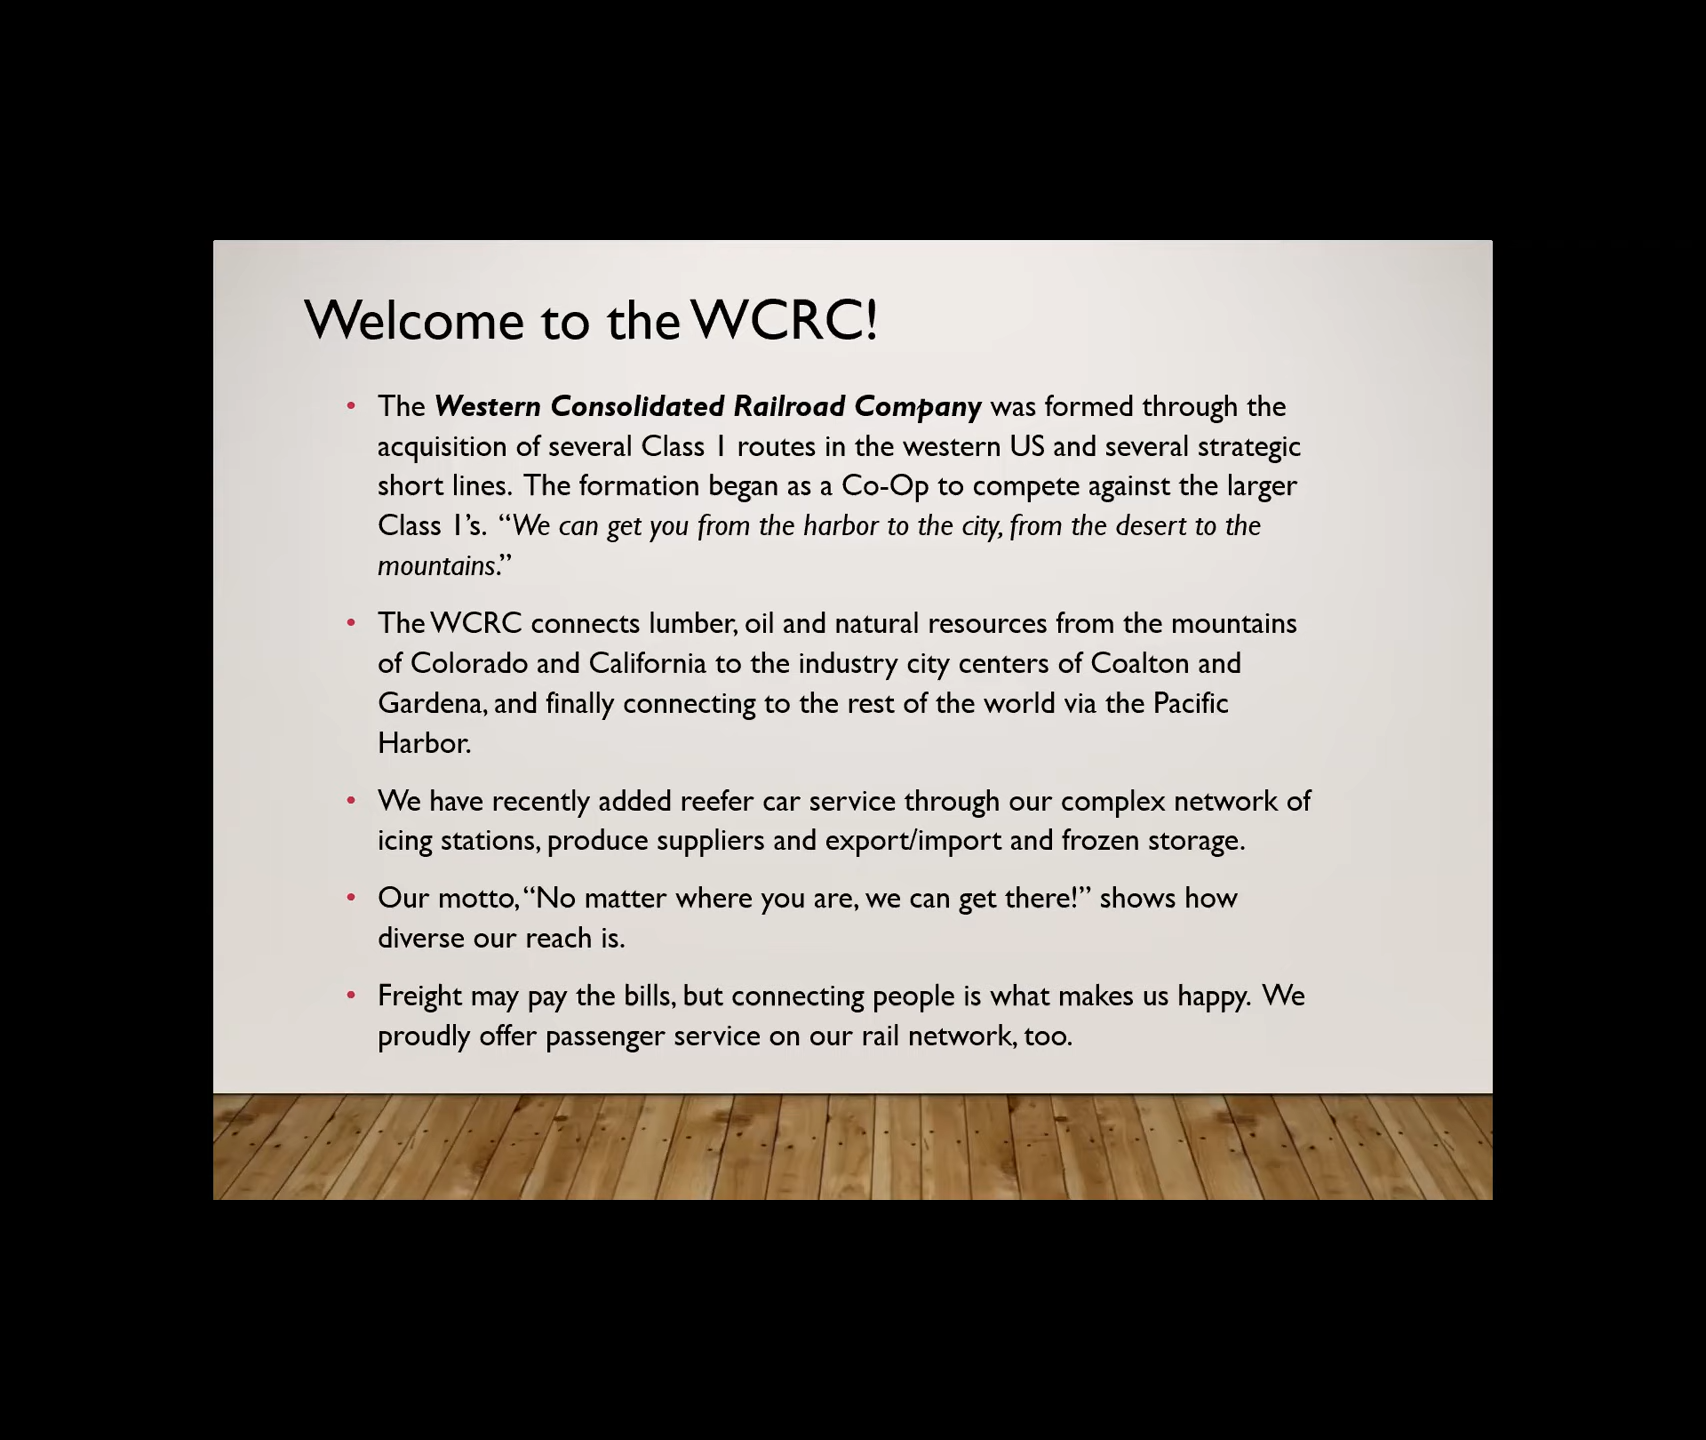 Welcome to the WCRC!
• The Western Consolidated Railroad Company was formed through the
acquisition of several Class 1 routes in the western US and several strategic
short lines. The formation began as a Co-Op to compete against the larger
Class 1’s. “We can get you from the harbor to the city, from the desert to the
mountains.”
• The WCRC connects lumber, oil and natural resources from the mountains
of Colorado and California to the industry city centers of Coalton and
Gardena, and finally connecting to the rest of the world via the Pacific
Harbor.
• We have recently added reefer car service through our complex network of
icing stations, produce suppliers and export/import and frozen storage.
• Our motto, “No matter where you are, we can get there!” shows how
diverse our reach is.
• Freight may pay the bills, but connecting people is what makes us happy. We
proudly offer passenger service on our rail network, too.